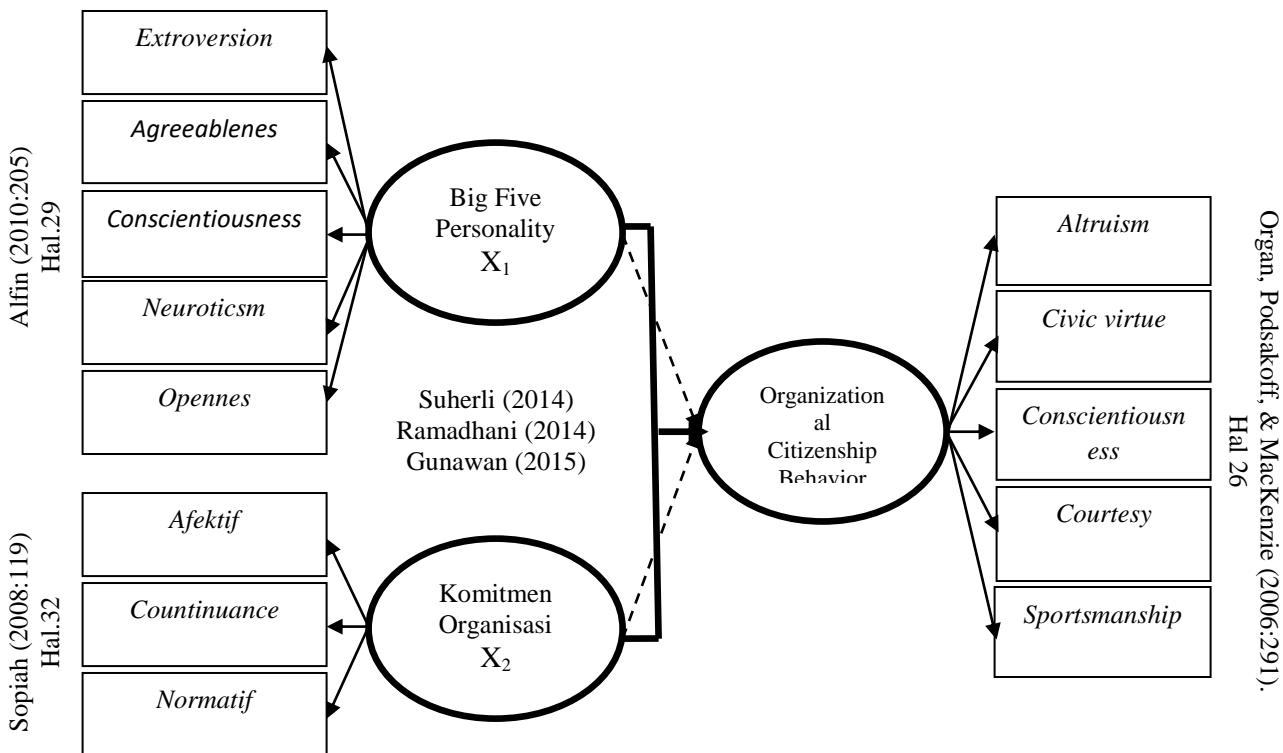 Alfin (2010:205)
Hal.29
Extroversion
Agreeablenes
Conscientiousness
Neuroticsm
Opennes
Big Five
Personality
X₁
Suherli (2014)
Ramadhani (2014)
Gunawan (2015)
Sopiah (2008:119)
Hal.32
Afektif
Countinuance
Normatif
Komitmen
Organisasi
X₂
Organization
al
Citizenship
Behavior
Altruism
Civic virtue
Conscientiousn
ess
Courtesy
Sportsmanship
Organ, Podsakoff, & MacKenzie (2006:291).
Hal 26